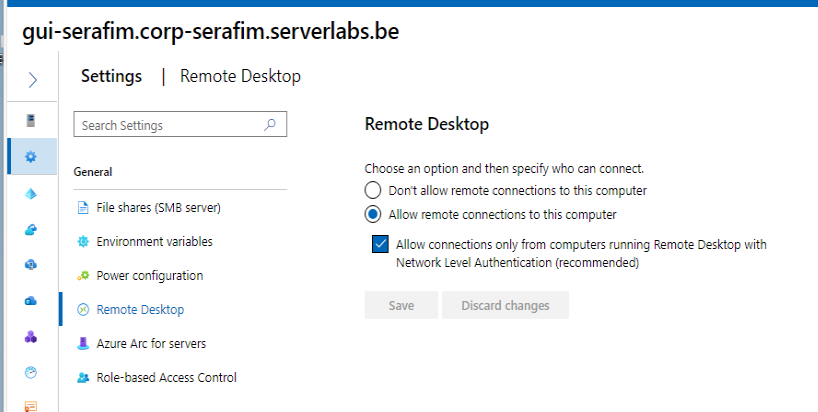 gui-serafim.corp-serafim.serverlabs.be
Settings | Remote Desktop
Search Settings
General
File shares (SMB server)
Environment variables
Power configuration
Remote Desktop
Azure Arc for servers
Role-based Access Control
Remote Desktop
Choose an option and then specify who can connect.
Don't allow remote connections to this computer
Allow remote connections to this computer
Allow connections only from computers running Remote Desktop with
Network Level Authentication (recommended)
Save
Discard changes